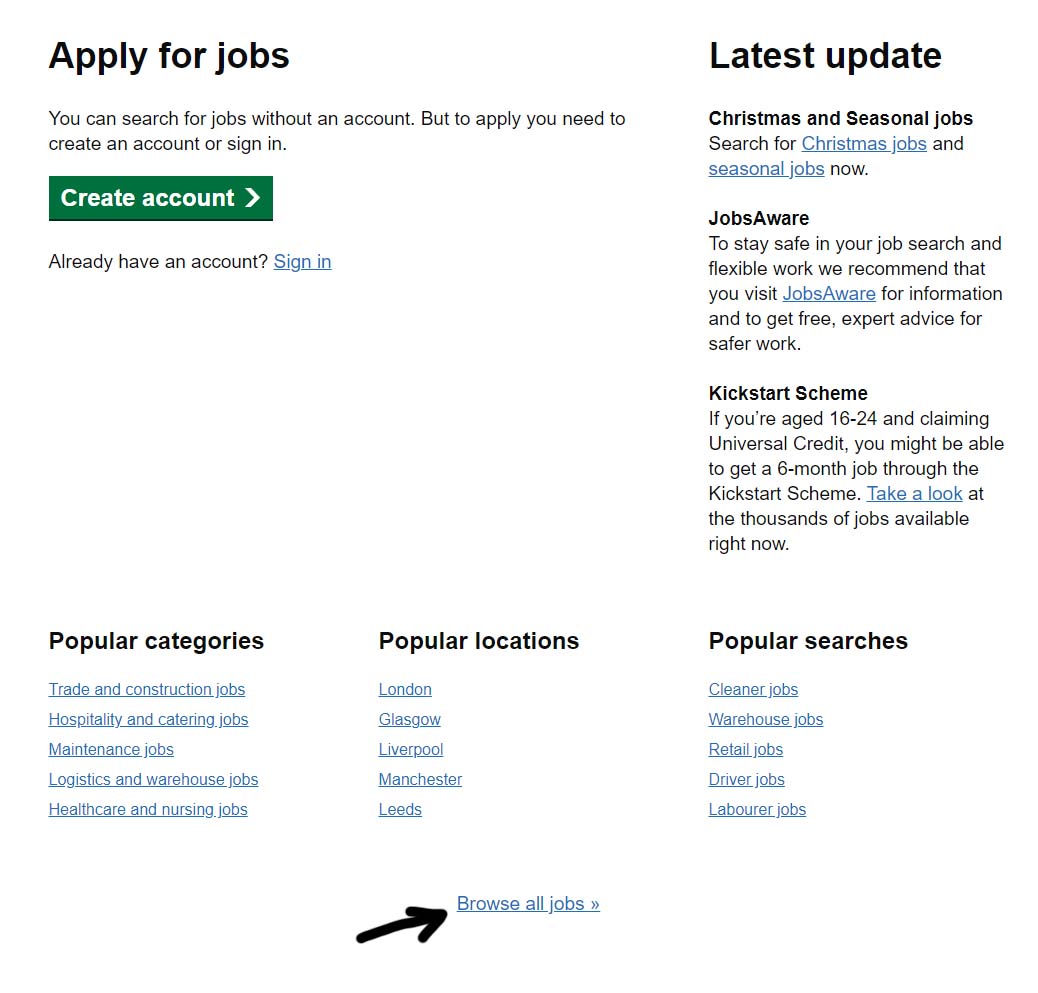 Apply for jobs
You can search for jobs without an account. But to apply you need to
create an account or sign in.
Create account
Already have an account? Sign in
Latest update
Christmas and Seasonal jobs
Search for Christmas jobs and
seasonal jobs now.
JobsAware
To stay safe in your job search and
flexible work we recommend that
you visit JobsAware for information
and to get free, expert advice for
safer work.
Kickstart Scheme
If you’re aged 16-24 and claiming
Universal Credit, you might be able
to get a 6-month job through the
Kickstart Scheme. Take a look at
the thousands of jobs available
right now.
Popular categories
Trade and construction jobs
Hospitality and catering jobs
Maintenance jobs
Logistics and warehouse jobs
Healthcare and nursing jobs
Popular locations
London
Glasgow
Liverpool
Manchester
Leeds
Popular searches
Cleaner jobs
Warehouse jobs
Retail jobs
Driver jobs
Labourer jobs
Browse all jobs »